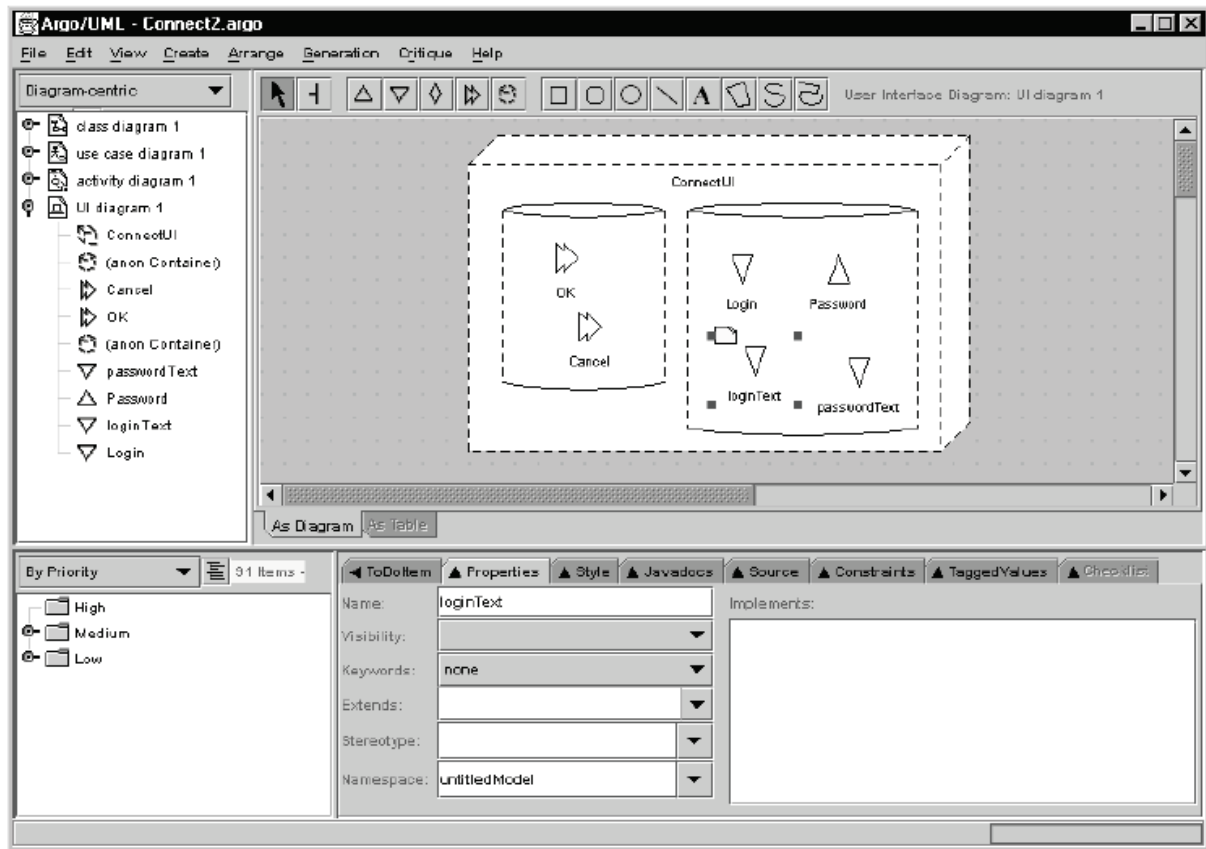 Argo/UML - Connect2.argo
File Edit View Create Arrange Generation Critique Help
Diagram-centric
A
User Interface Diagram: UI diagram 1
class diagram 1
use case diagram 1
activity diagram 1
UI diagram 1
ConnectUI
(anon Container)
Cancel
OK
(anon Container)
passwordText
Password
loginText
Login
ConnectUI
OK
Cancel
Login
Password
loginText
passwordText
As Diagram
As Table
By Priority
91 Items -
High
Medium
Low
ToDoItem Properties Style Javadocs Source Constraints TaggedValues Checklist
Name: loginText
Visibility:
Keywords: none
Extends:
Stereotype:
Namespace: untitledModel
Implements: